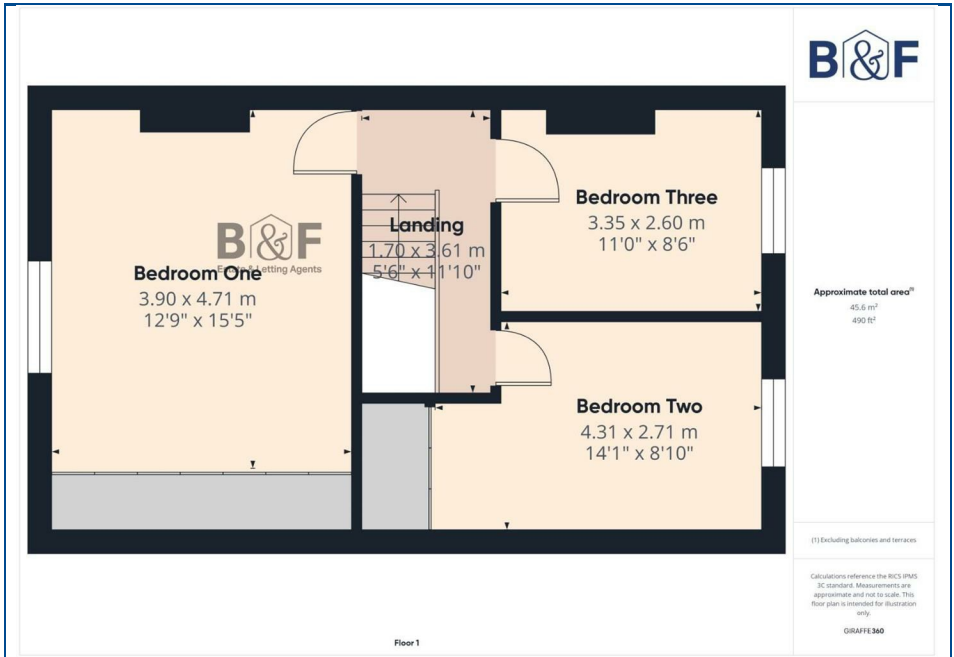 B&F
Bedroom Three
3.35 x 2.60 m
11'0" x 8'6"
Landing
1.70 x 3.61 m
5'6" x 11'10"
B&F
Estate & Letting Agents
Bedroom One
3.90 x 4.71 m
12'9" x 15'5"
Approximate total area(1)
45.6 m²
490 ft²
Bedroom Two
4.31 x 2.71 m
14'1" x 8'10"
(1) Excluding balconies and terraces
Calculations reference the RICS IPMS
3C standard. Measurements are
approximate and not to scale. This
floor plan is intended for illustration
only.
GIRAFFE360
Floor 1